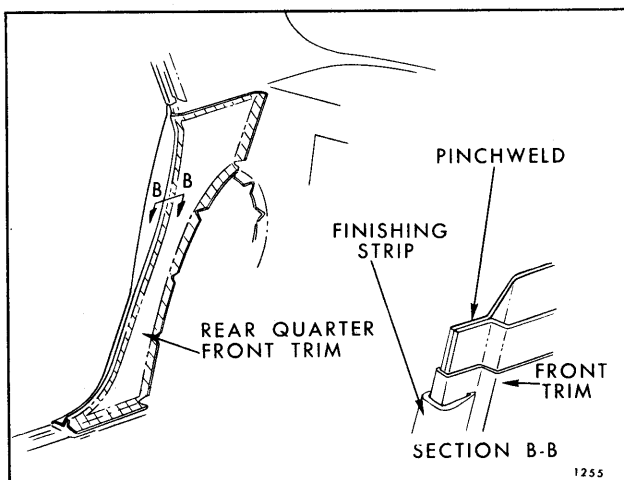 B B
REAR QUARTER
FRONT TRIM
PINCHWELD
FINISHING
STRIP
FRONT
TRIM
SECTION B-B
1255